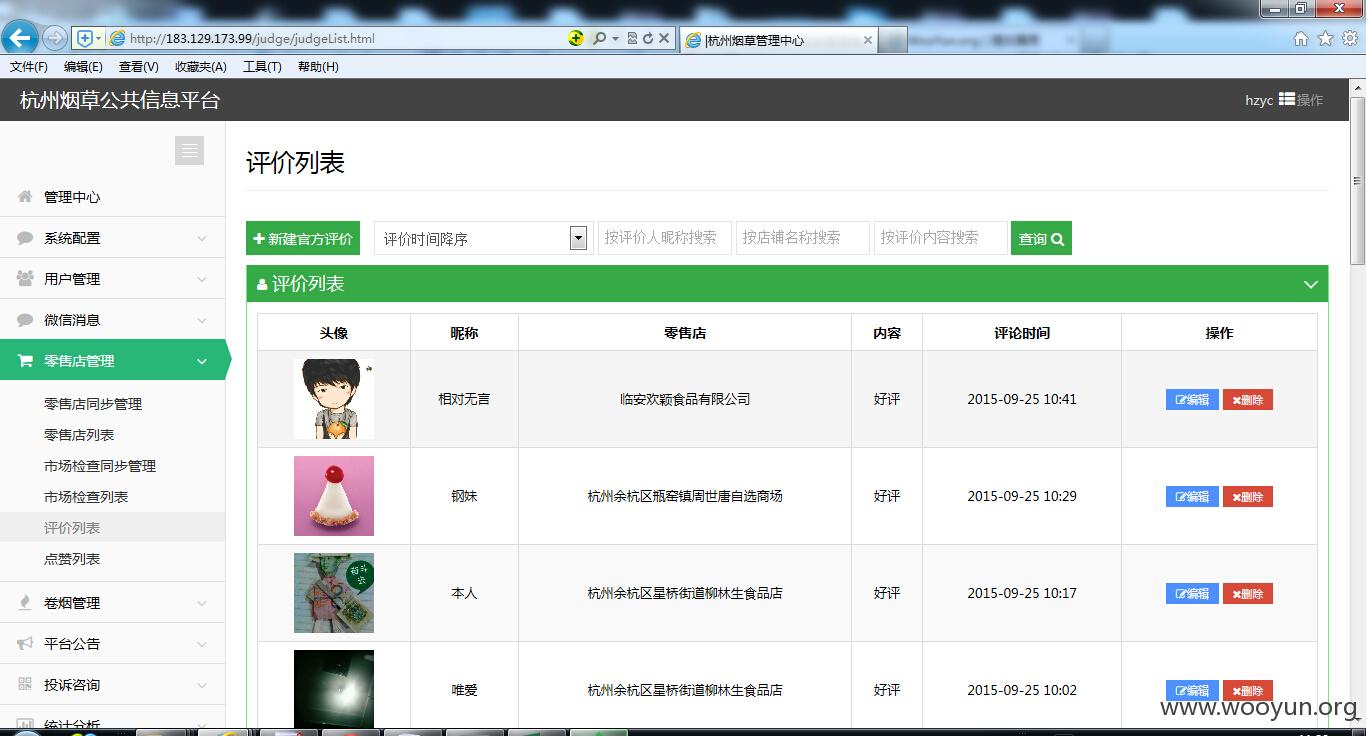 http://183.129.173.99/judge/judgeList.html
|杭州烟草管理中心
文件(F) 编辑(E) 查看(V) 收藏夹(A) 工具(T) 帮助(H)
杭州烟草公共信息平台
hzyc 操作
管理中心
系统配置
用户管理
微信消息
零售店管理
零售店同步管理
零售店列表
市场检查同步管理
市场检查列表
评价列表
点赞列表
卷烟管理
平台公告
投诉咨询
统计分析
评价列表
新建官方评价 评价时间降序 按评价人昵称搜索 按店铺名称搜索 按评价内容搜索 查询
评价列表
头像 昵称 零售店 内容 评论时间 操作
相对无言 临安欢颖食品有限公司 好评 2015-09-25 10:41 编辑 删除
钢妹 杭州余杭区瓶窑镇周世唐自选商场 好评 2015-09-25 10:29 编辑 删除
本人 杭州余杭区星桥街道柳林生食品店 好评 2015-09-25 10:17 编辑 删除
唯爱 杭州余杭区星桥街道柳林生食品店 好评 2015-09-25 10:02 编辑 删除
www.wooyun.org